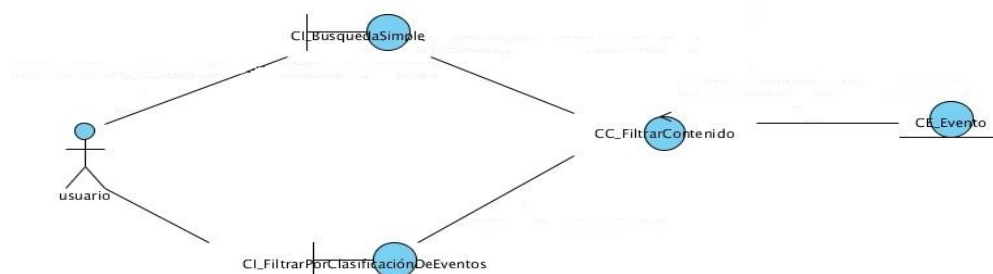 CI_BusquedaSimple
CC_FiltrarContenido
CE_Evento
usuario
CI_FiltrarPorClasificaciónDeEventos